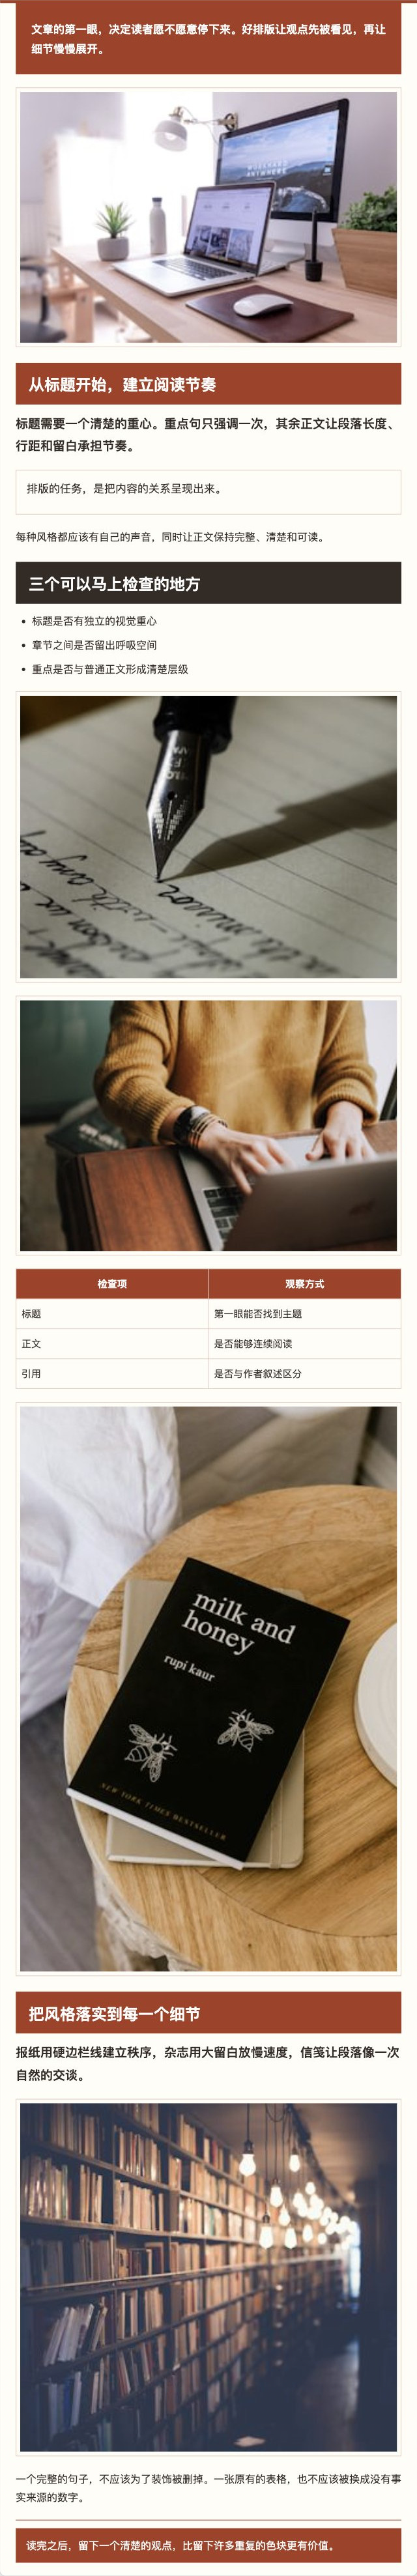 文章的第一眼，决定读者愿不愿意停下来。好排版让观点先被看见，再让
细节慢慢展开。
从标题开始，建立阅读节奏
标题需要一个清楚的重心。重点句只强调一次，其余正文让段落长度、
行距和留白承担节奏。
排版的任务，是把内容的关系呈现出来。
每种风格都应该有自己的声音，同时让正文保持完整、清楚和可读。
三个可以马上检查的地方
• 标题是否有独立的视觉重心
• 章节之间是否留出呼吸空间
• 重点是否与普通正文形成清楚层级
检查项 观察方式
标题 第一眼能否找到主题
正文 是否能够连续阅读
引用 是否与作者叙述区分
milk and
honey
rupi kaur
NEW YORK TIMES BESTSELLER
把风格落实到每一个细节
报纸用硬边栏线建立秩序，杂志用大留白放慢速度，信笺让段落像一次
自然的交谈。
一个完整的句子，不应该为了装饰被删掉。一张原有的表格，也不应该被换成没有事
实来源的数字。
读完之后，留下一个清楚的观点，比留下许多重复的色块更有价值。